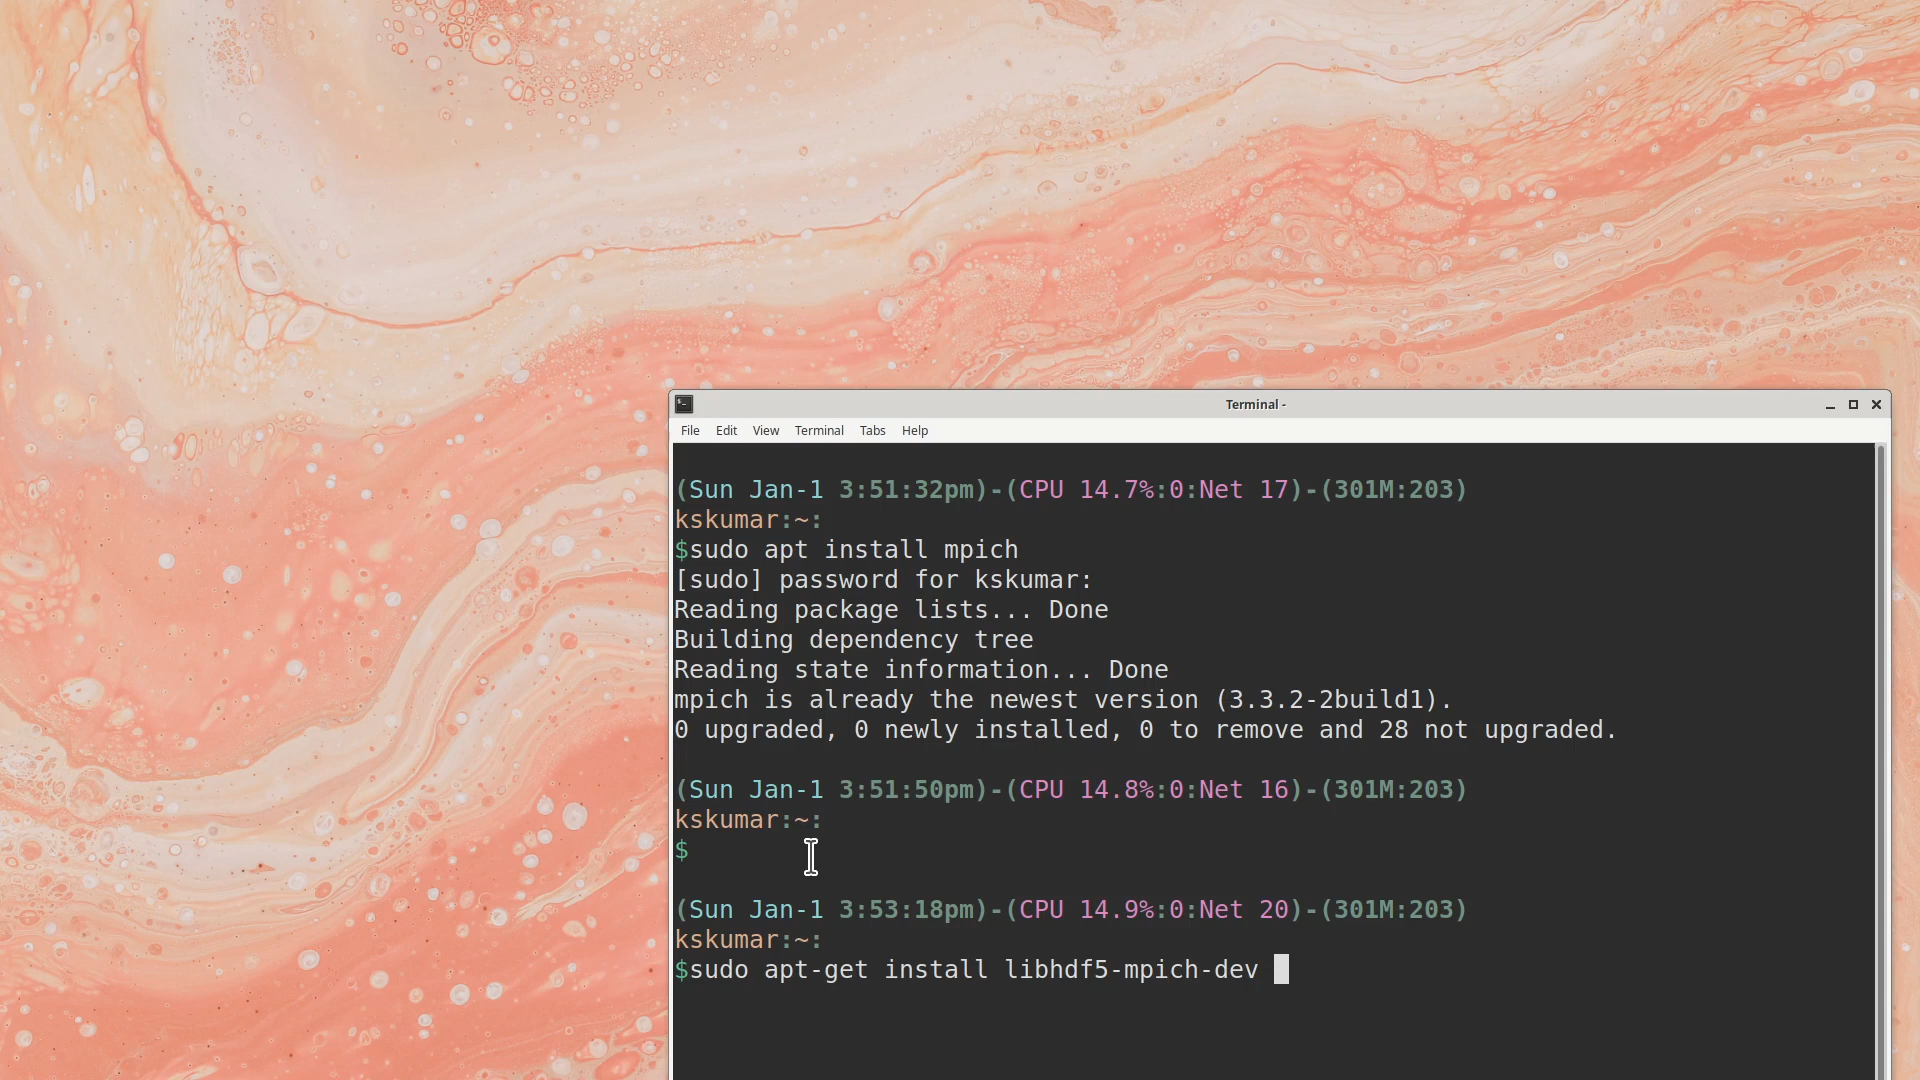 Terminal -
File Edit View Terminal Tabs Help
(Sun Jan-1 3:51:32pm)-(CPU 14.7%:0:Net 17)-(301M:203)
kskumar:~:
$sudo apt install mpich
[sudo] password for kskumar:
Reading package lists... Done
Building dependency tree
Reading state information... Done
mpich is already the newest version (3.3.2-2build1).
0 upgraded, 0 newly installed, 0 to remove and 28 not upgraded.
(Sun Jan-1 3:51:50pm)-(CPU 14.8%:0:Net 16)-(301M:203)
kskumar:~:
$
(Sun Jan-1 3:53:18pm)-(CPU 14.9%:0:Net 20)-(301M:203)
kskumar:~:
$sudo apt-get install libhdf5-mpich-dev